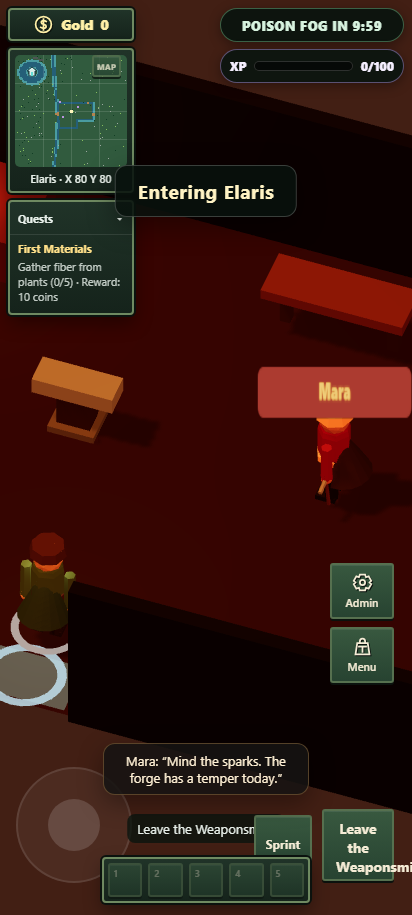 Gold 0
POISON FOG IN 9:59
XP 0/100
MAP
Elaris · X 80 Y 80
Entering Elaris
Quests
First Materials
Gather fiber from
plants (0/5) · Reward:
10 coins
Mara
Admin
Menu
Mara: “Mind the sparks. The
forge has a temper today.”
Leave the Weaponsm
Sprint
Leave
the
Weaponsmi
1 2 3 4 5